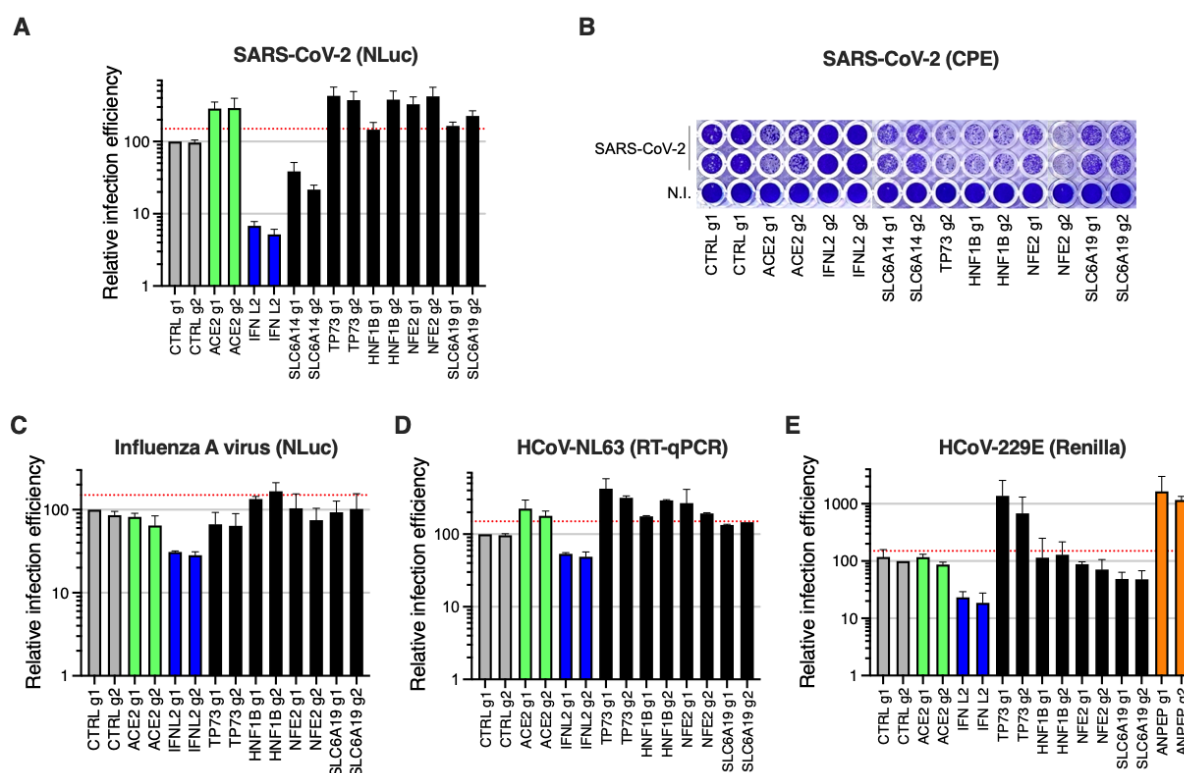 A
SARS-CoV-2 (NLuc)
Relative infection efficiency
100
10
1
CTRL g1
CTRL g2
ACE2 g1
ACE2 g2
IFN L2
IFN L2
SLC6A14 g1
SLC6A14 g2
TP73 g1
TP73 g2
HNF1B g1
HNF1B g2
NFE2 g1
NFE2 g2
SLC6A19 g1
SLC6A19 g2
B
SARS-CoV-2 (CPE)
SARS-CoV-2
N.I.
CTRL g1
CTRL g1
ACE2 g1
ACE2 g2
IFNL2 g1
IFNL2 g2
SLC6A14 g1
SLC6A14 g2
TP73 g2
HNF1B g1
HNF1B g2
NFE2 g1
NFE2 g2
SLC6A19 g1
SLC6A19 g2
C
Influenza A virus (NLuc)
Relative infection efficiency
100
10
1
CTRL g1
CTRL g2
ACE2 g1
ACE2 g2
IFNL2 g1
IFNL2 g2
TP73 g1
TP73 g2
HNF1B g1
HNF1B g2
NFE2 g1
NFE2 g2
SLC6A19 g1
SLC6A19 g2
D
HCoV-NL63 (RT-qPCR)
Relative infection efficiency
100
10
1
CTRL g1
CTRL g2
ACE2 g1
ACE2 g2
IFNL2 g1
IFNL2 g2
TP73 g1
TP73 g2
HNF1B g1
HNF1B g2
NFE2 g1
NFE2 g2
SLC6A19 g1
SLC6A19 g2
E
HCoV-229E (Renilla)
Relative infection efficiency
1000
100
10
1
CTRL g1
CTRL g2
ACE2 g1
ACE2 g2
IFN L2
IFN L2
TP73 g1
TP73 g2
HNF1B g1
HNF1B g2
NFE2 g1
NFE2 g2
SLC6A19 g1
SLC6A19 g2
ANPEP g1
ANPEP g2